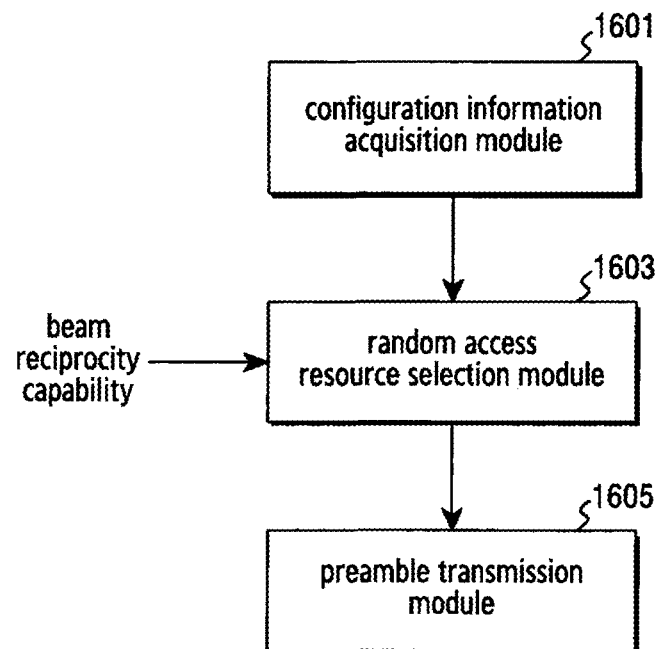 1601
configuration information
acquisition module
1603
beam
reciprocity
capability
random access
resource selection module
1605
preamble transmission
module